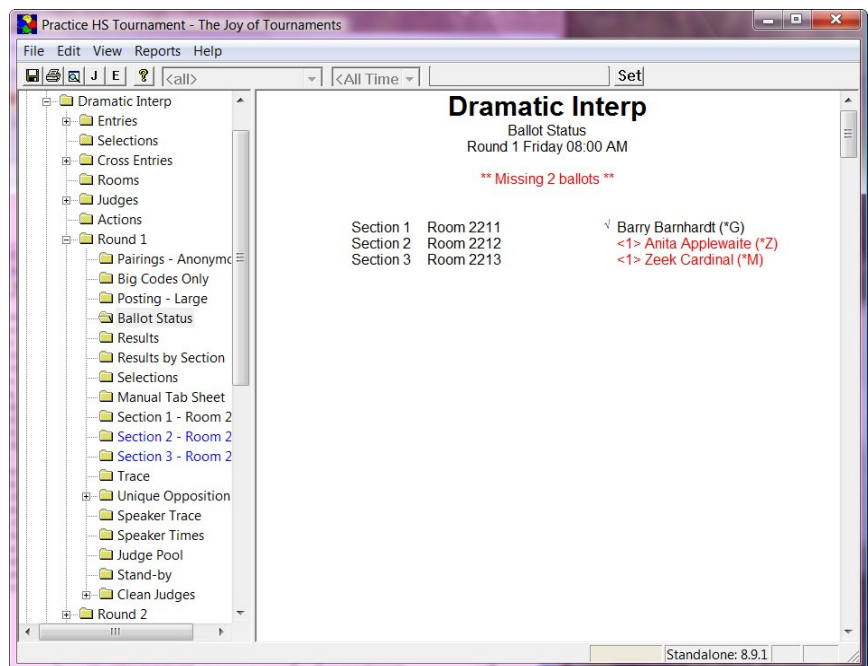 Practice HS Tournament - The Joy of Tournaments
File Edit View Reports Help
J E ? <all> <All Time Set
Dramatic Interp
Entries
Selections
Cross Entries
Rooms
Judges
Actions
Round 1
Pairings - Anonymc
Big Codes Only
Posting - Large
Ballot Status
Results
Results by Section
Selections
Manual Tab Sheet
Section 1 - Room 2
Section 2 - Room 2
Section 3 - Room 2
Trace
Unique Opposition
Speaker Trace
Speaker Times
Judge Pool
Stand-by
Clean Judges
Round 2
Dramatic Interp
Ballot Status
Round 1 Friday 08:00 AM
** Missing 2 ballots **
Section 1 Room 2211 √ Barry Barnhardt (*G)
Section 2 Room 2212 <1> Anita Applewaite (*Z)
Section 3 Room 2213 <1> Zeek Cardinal (*M)
Standalone: 8.9.1